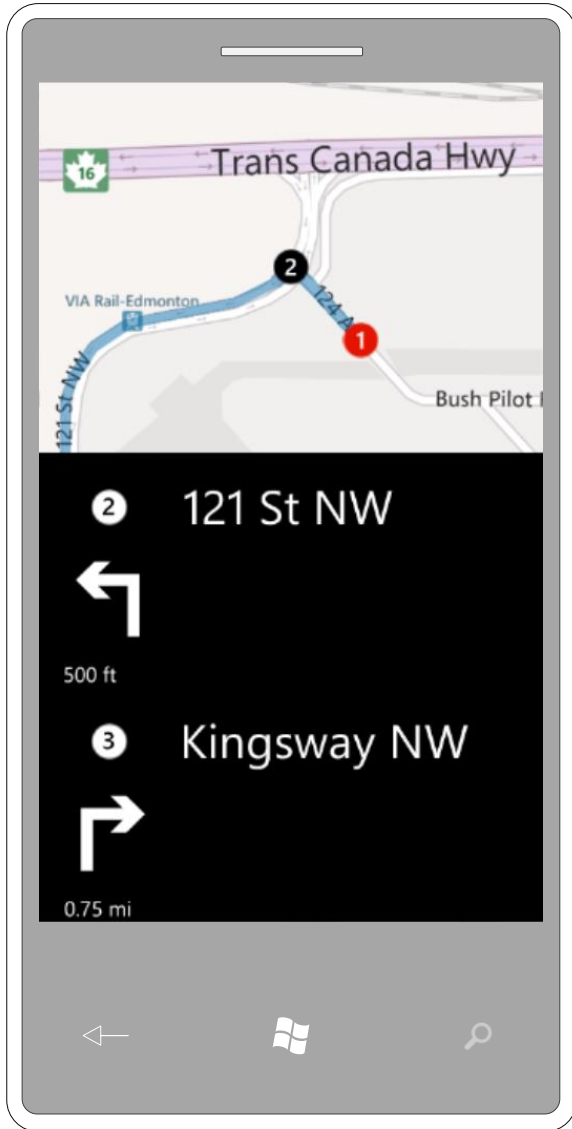 Trans Canada Hwy
16
2
124 A
VIA Rail-Edmonton
1
121 St NW
Bush Pilot
2 121 St NW
500 ft
3 Kingsway NW
0.75 mi